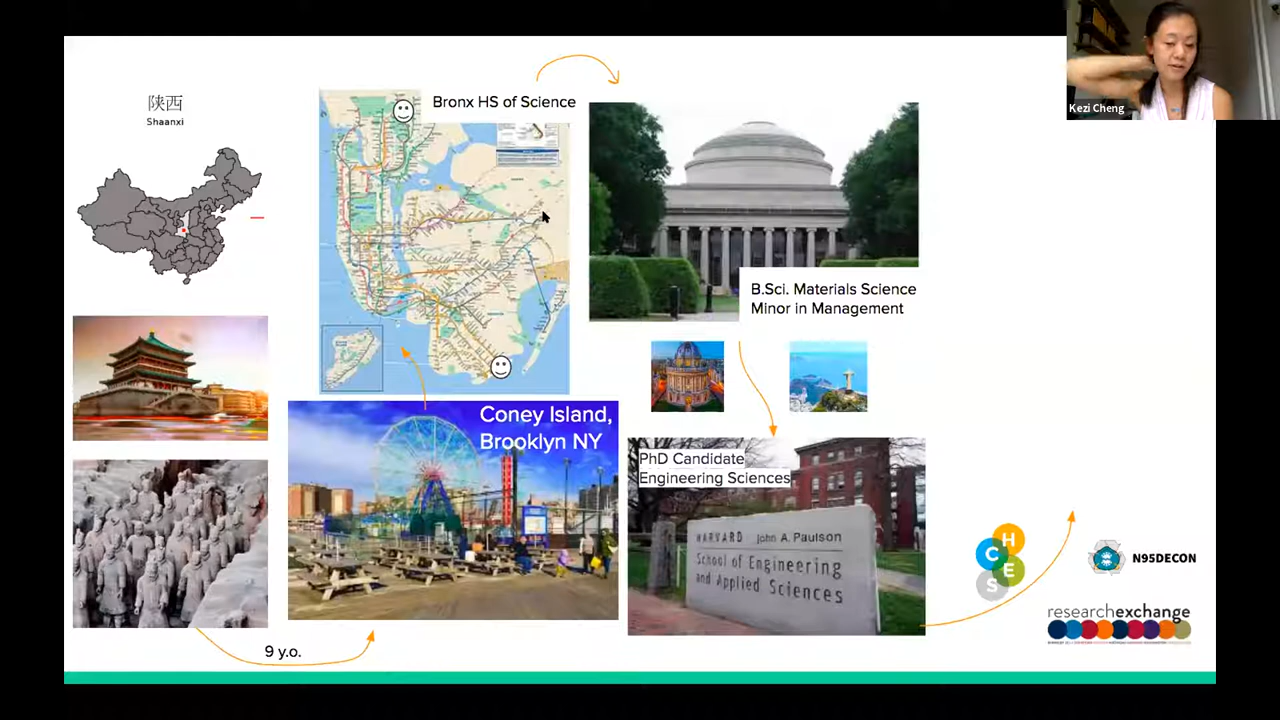 陕西
Shaanxi
Bronx HS of Science
Kezi Cheng
B.Sci. Materials Science
Minor in Management
Coney Island,
Brooklyn NY
PhD Candidate
Engineering Sciences
HARVARD John A. Paulson
School of Engineering
and Applied Sciences
H
C
E
S
N95DECON
researchexchange
9 y.o.